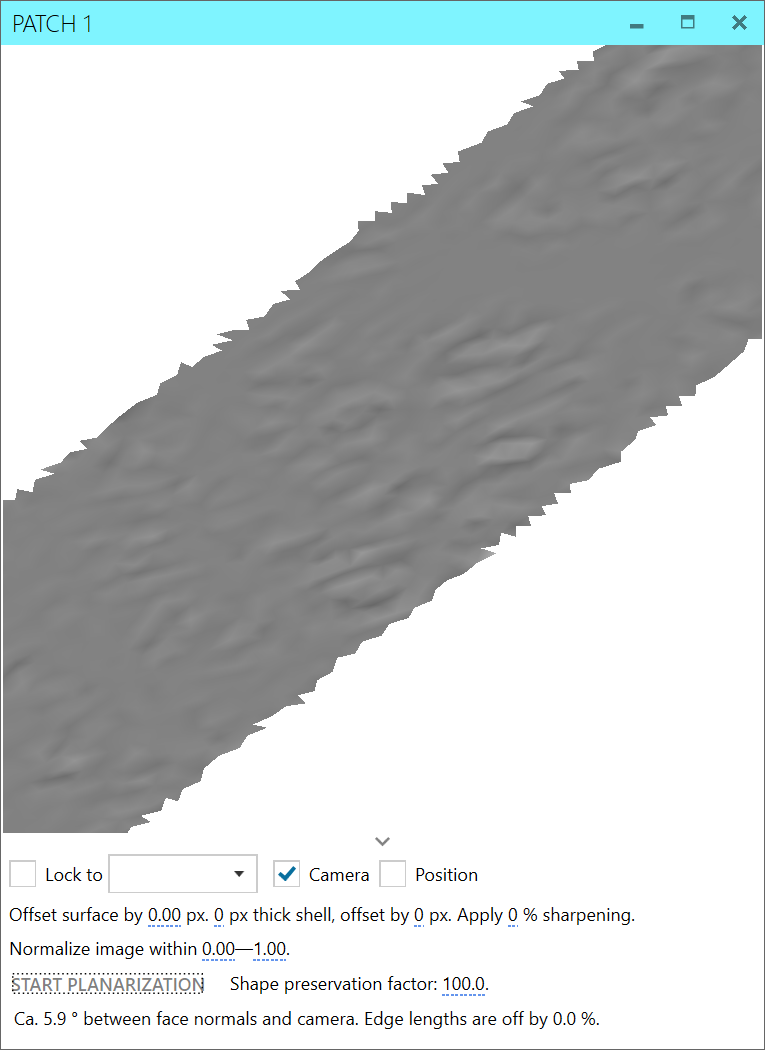 PATCH 1
Lock to
Camera
Position
Offset surface by 0.00 px. 0 px thick shell, offset by 0 px. Apply 0 % sharpening.
Normalize image within 0.00—1.00.
START PLANARIZATION Shape preservation factor: 100.0.
Ca. 5.9 ° between face normals and camera. Edge lengths are off by 0.0 %.